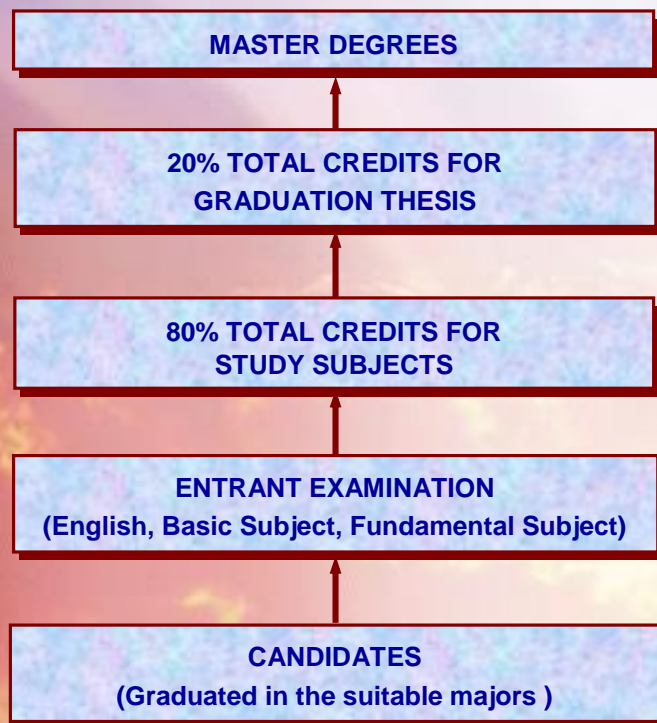 MASTER DEGREES
20% TOTAL CREDITS FOR
GRADUATION THESIS
80% TOTAL CREDITS FOR
STUDY SUBJECTS
ENTRANT EXAMINATION
(English, Basic Subject, Fundamental Subject)
CANDIDATES
(Graduated in the suitable majors )